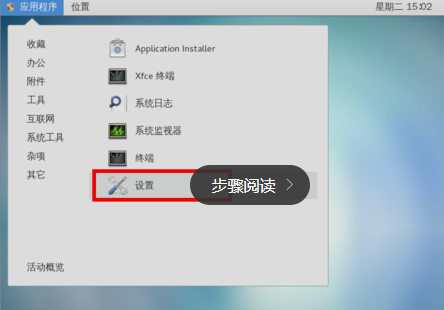 应用程序 位置 星期二 15:02
收藏
办公
附件
工具
互联网
系统工具
杂项
其它
活动概览
Application Installer
Xfce 终端
系统日志
系统监视器
终端
设置
步骤阅读